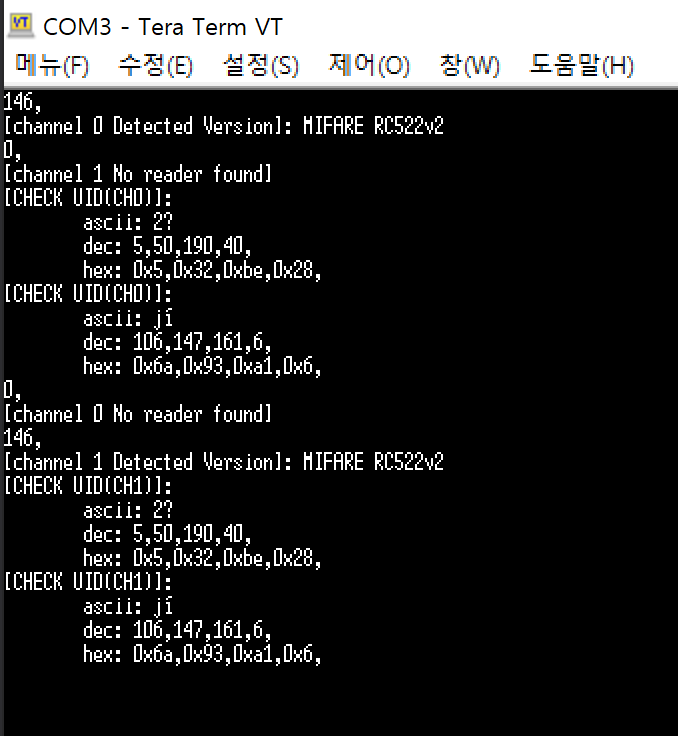 COM3 - Tera Term VT
메뉴(F) 수정(E) 설정(S) 제어(O) 창(W) 도움말(H)
146,
[channel 0 Detected Version]: MIFARE RC522v2
0,
[channel 1 No reader found]
[CHECK UID(CH0)]:
ascii: 2?
dec: 5,50,190,40,
hex: 0x5,0x32,0xbe,0x28,
[CHECK UID(CH0)]:
ascii: jí
dec: 106,147,161,6,
hex: 0x6a,0x93,0xa1,0x6,
0,
[channel 0 No reader found]
146,
[channel 1 Detected Version]: MIFARE RC522v2
[CHECK UID(CH1)]:
ascii: 2?
dec: 5,50,190,40,
hex: 0x5,0x32,0xbe,0x28,
[CHECK UID(CH1)]:
ascii: jí
dec: 106,147,161,6,
hex: 0x6a,0x93,0xa1,0x6,